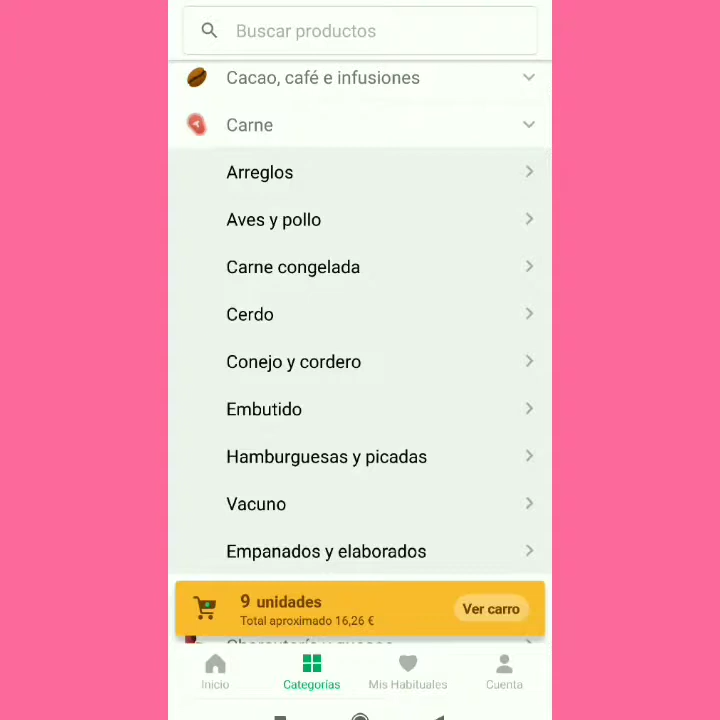 Buscar productos
Cacao, café e infusiones
Carne
Arreglos
Aves y pollo
Carne congelada
Cerdo
Conejo y cordero
Embutido
Hamburguesas y picadas
Vacuno
Empanados y elaborados
9 unidades
Total aproximado 16,26 €
Ver carro
Inicio
Categorías
Mis Habituales
Cuenta